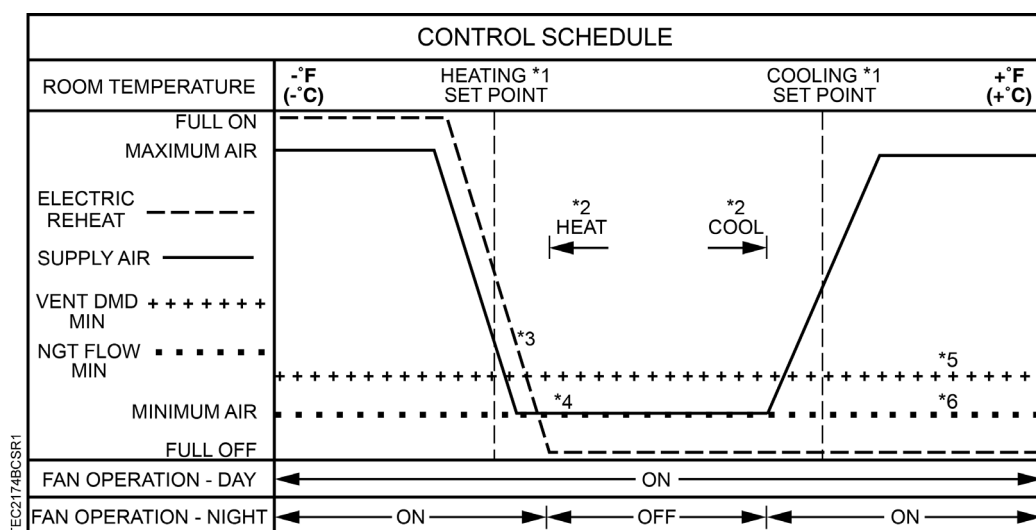 CONTROL SCHEDULE
ROOM TEMPERATURE
-°F
(-°C)
HEATING *1
SET POINT
COOLING *1
SET POINT
+°F
(+°C)
FULL ON
MAXIMUM AIR
ELECTRIC
REHEAT
*2
HEAT
*2
COOL
SUPPLY AIR
VENT DMD
MIN
*3
NGT FLOW
MIN
*5
MINIMUM AIR
*4
*6
FULL OFF
FAN OPERATION - DAY
ON
FAN OPERATION - NIGHT
ON
OFF
ON
TEC2174BCSR1